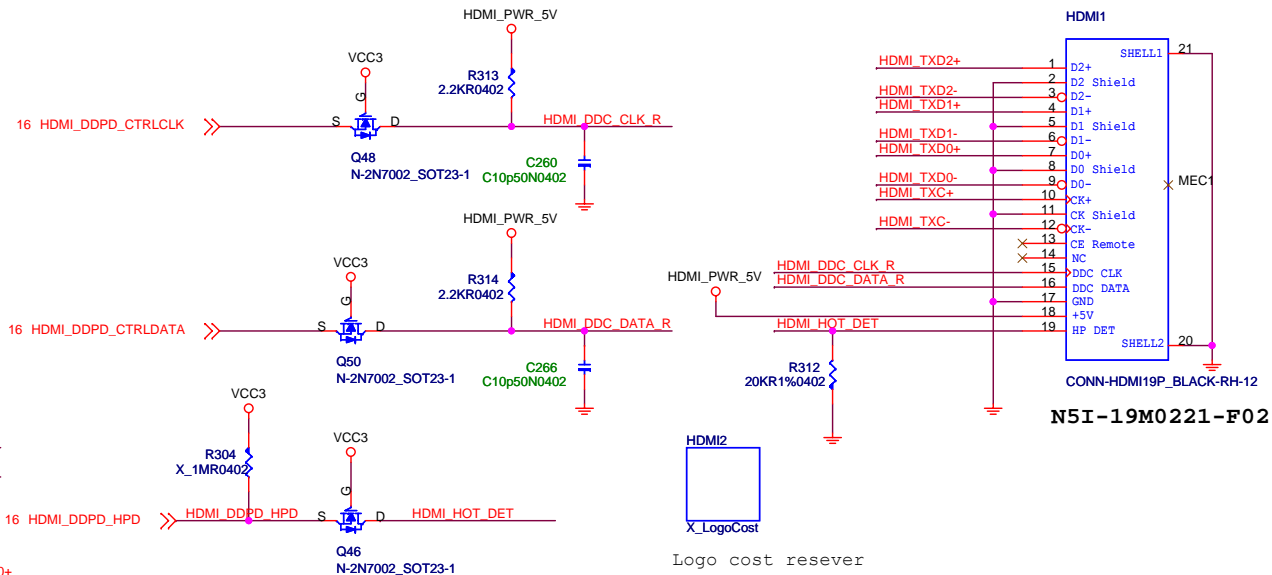 HDMI_PWR_5V
VCC3
R313
2.2KR0402
G
16 HDMI_DDPD_CTRLCLK
S
D
HDMI_DDC_CLK_R
Q48
N-2N7002_SOT23-1
C260
C10p50N0402
HDMI_PWR_5V
VCC3
R314
2.2KR0402
G
16 HDMI_DDPD_CTRLDATA
S
D
HDMI_DDC_DATA_R
Q50
N-2N7002_SOT23-1
C266
C10p50N0402
VCC3
VCC3
R304
X_1MR0402
G
16 HDMI_DDPD_HPD
HDMI_DDPD_HPD
S
D
HDMI_HOT_DET
Q46
N-2N7002_SOT23-1
0+
HDMI1
SHELL1 21
HDMI_TXD2+ 1 D2+
2 D2 Shield
HDMI_TXD2- 3 D2-
HDMI_TXD1+ 4 D1+
5 D1 Shield
HDMI_TXD1- 6 D1-
HDMI_TXD0+ 7 D0+
8 D0 Shield
HDMI_TXD0- 9 D0-
MEC1
HDMI_TXC+ 10 CK+
11 CK Shield
HDMI_TXC- 12 CK-
13 CE Remote
14 NC
HDMI_DDC_CLK_R 15 DDC CLK
HDMI_DDC_DATA_R 16 DDC DATA
HDMI_PWR_5V
17 GND
18 +5V
HDMI_HOT_DET 19 HP DET
SHELL2 20
R312
20KR1%0402
CONN-HDMI19P_BLACK-RH-12
N5I-19M0221-F02
HDMI2
X_LogoCost
Logo cost resever